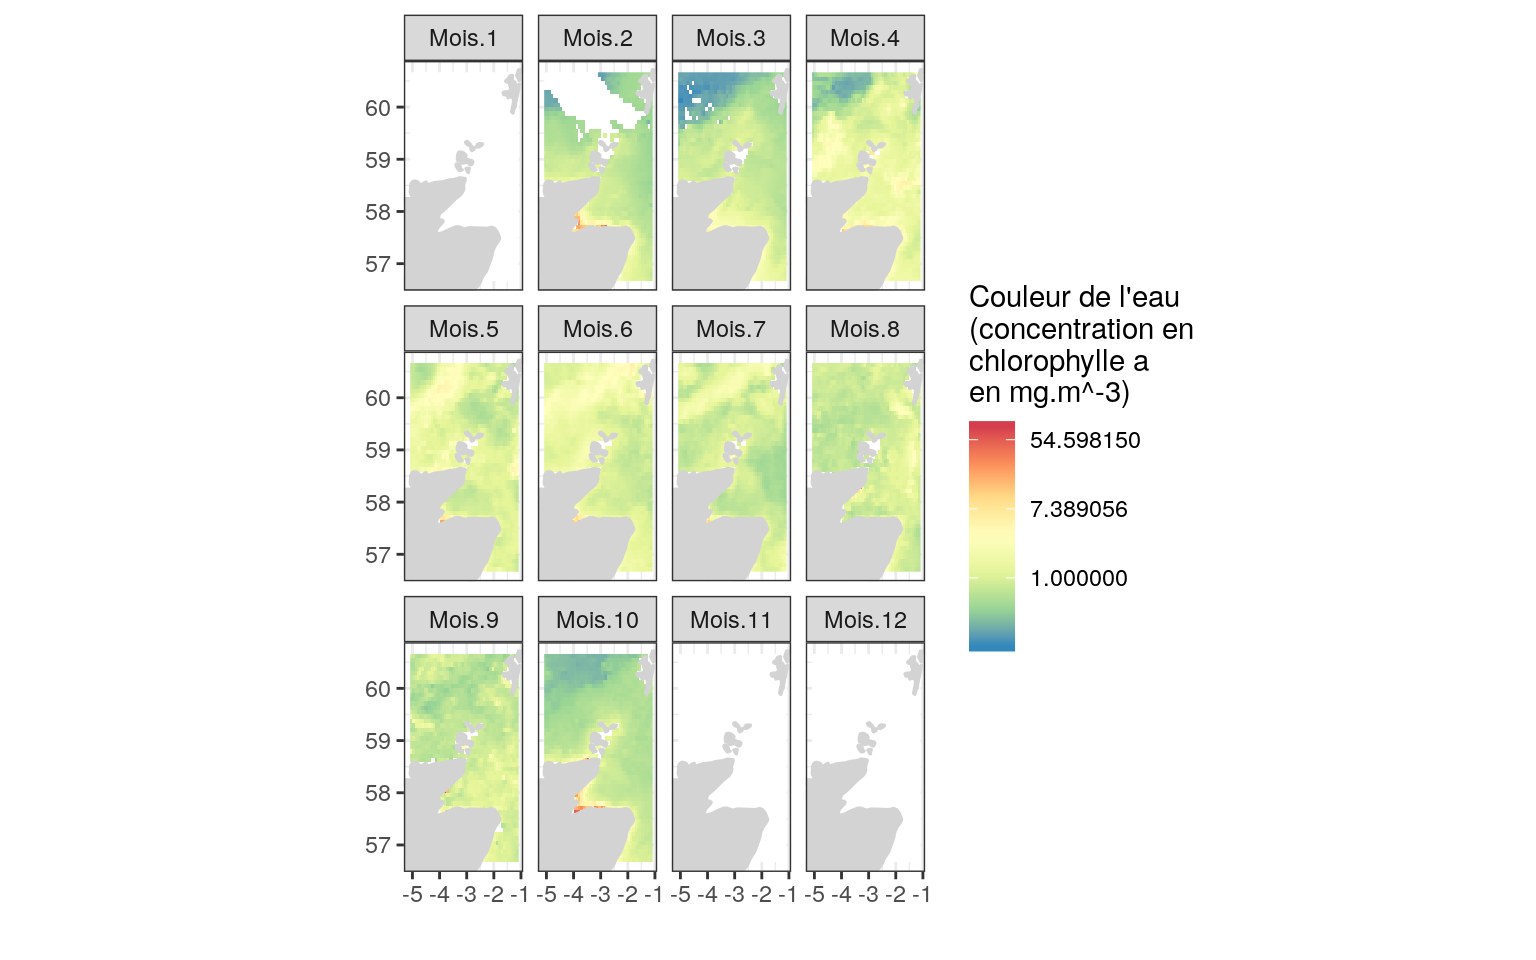 Mois.1 Mois.2 Mois.3 Mois.4
60
59
58
57
Mois.5 Mois.6 Mois.7 Mois.8
60
59
58
57
Mois.9 Mois.10 Mois.11 Mois.12
60
59
58
57
-5 -4 -3 -2 -1 -5 -4 -3 -2 -1 -5 -4 -3 -2 -1 -5 -4 -3 -2 -1
Couleur de l'eau
(concentration en
chlorophylle a
en mg.m^-3)
54.598150
7.389056
1.000000